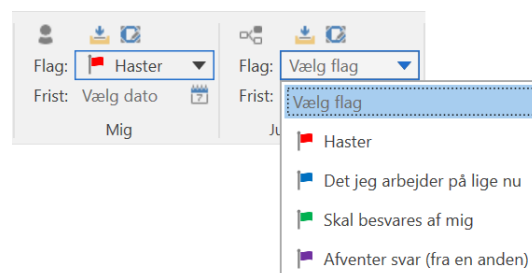 Flag: Haster
Frist: Vælg dato 7
Mig
Flag: Vælg flag
Frist:
Vælg flag
Haster
Det jeg arbejder på lige nu
Skal besvares af mig
Afventer svar (fra en anden)